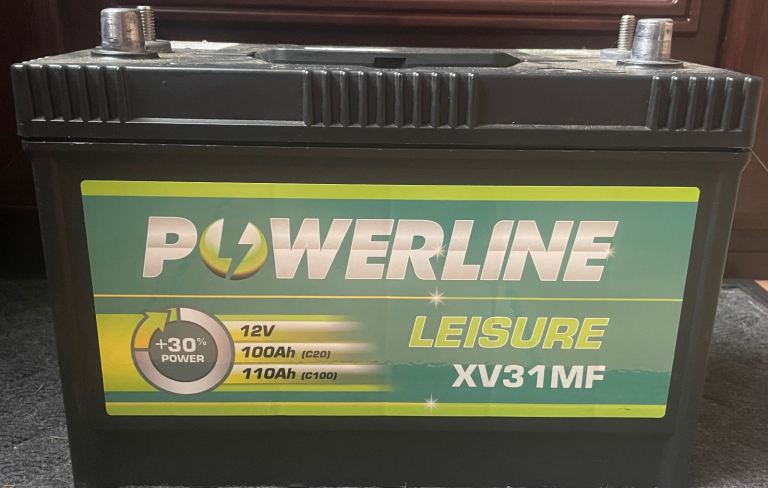 POWERLINE
LEISURE
XV31MF
+30%
POWER
12V
100Ah (C20)
110Ah (C100)